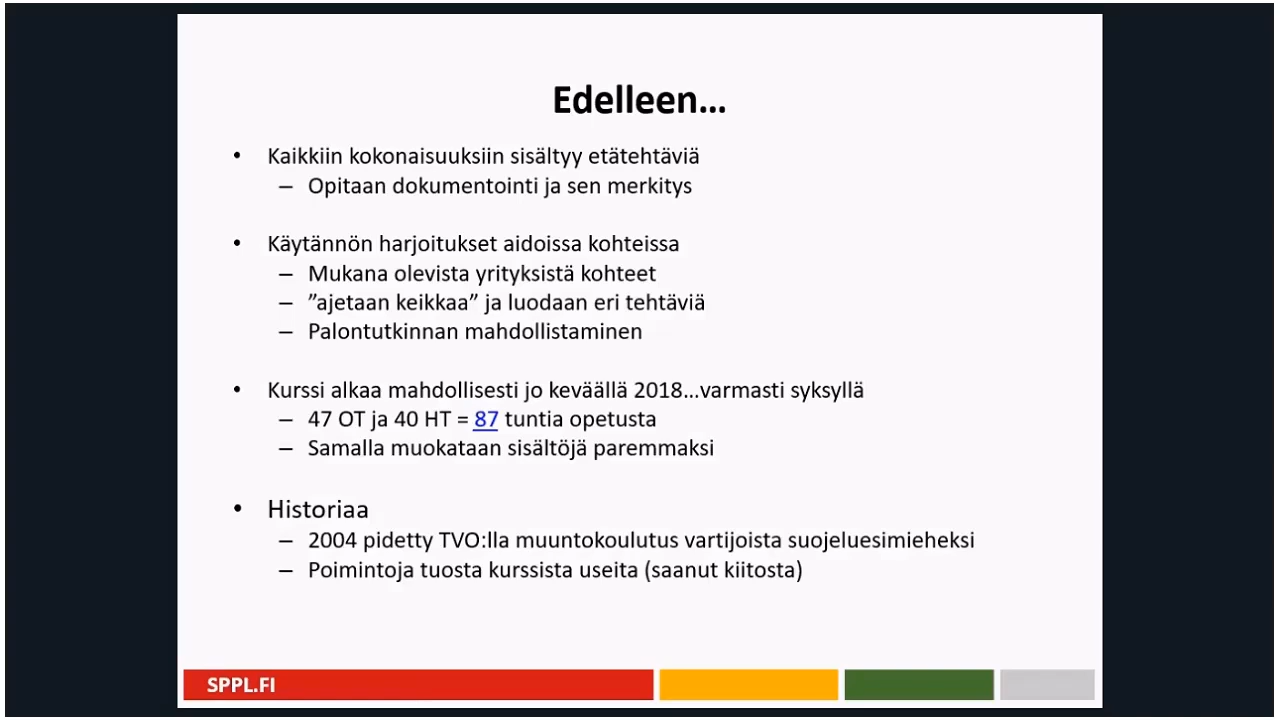 Edelleen…
• Kaikkiin kokonaisuuksiin sisältyy etätehtäviä
– Opitaan dokumentointi ja sen merkitys
• Käytännön harjoitukset aidoissa kohteissa
– Mukana olevista yrityksistä kohteet
– ”ajetaan keikkaa” ja luodaan eri tehtäviä
– Palontutkinnan mahdollistaminen
• Kurssi alkaa mahdollisesti jo keväällä 2018…varmasti syksyllä
– 47 OT ja 40 HT = 87 tuntia opetusta
– Samalla muokataan sisältöjä paremmaksi
• Historiaa
– 2004 pidetty TVO:lla muuntokoulutus vartijoista suojeluesimieheksi
– Poimintoja tuosta kurssista useita (saanut kiitosta)
SPPL.FI